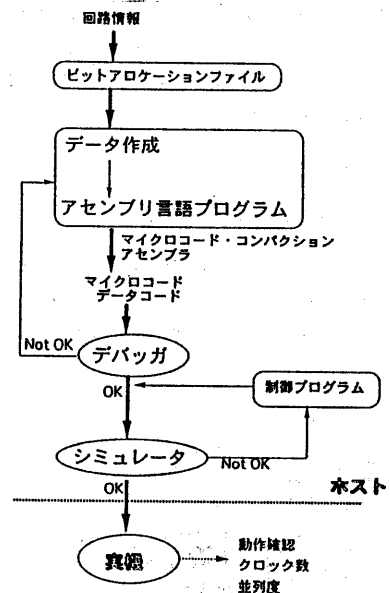 回路情報
ビットアロケーションファイル
データ作成
アセンブリ言語プログラム
マイクロコード・コンパクション
アセンブラ
マイクロコード
データコード
Not OK
デバッガ
OK
制御プログラム
シミュレータ
Not OK
ホスト
OK
実機
動作確認
クロック数
並列度